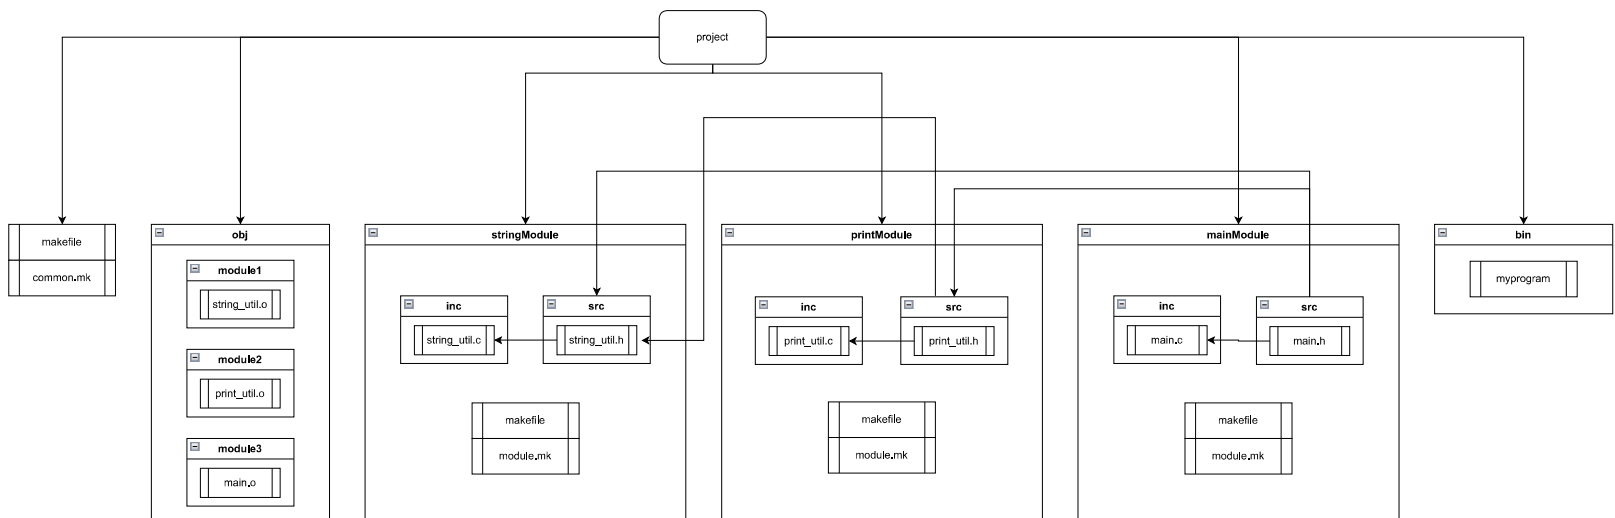 project
makefile
common.mk
obj
module1
string_util.o
module2
print_util.o
module3
main.o
stringModule
inc
string_util.c
src
string_util.h
makefile
module.mk
printModule
inc
print_util.c
src
print_util.h
makefile
module.mk
mainModule
inc
main.c
src
main.h
makefile
module.mk
bin
myprogram